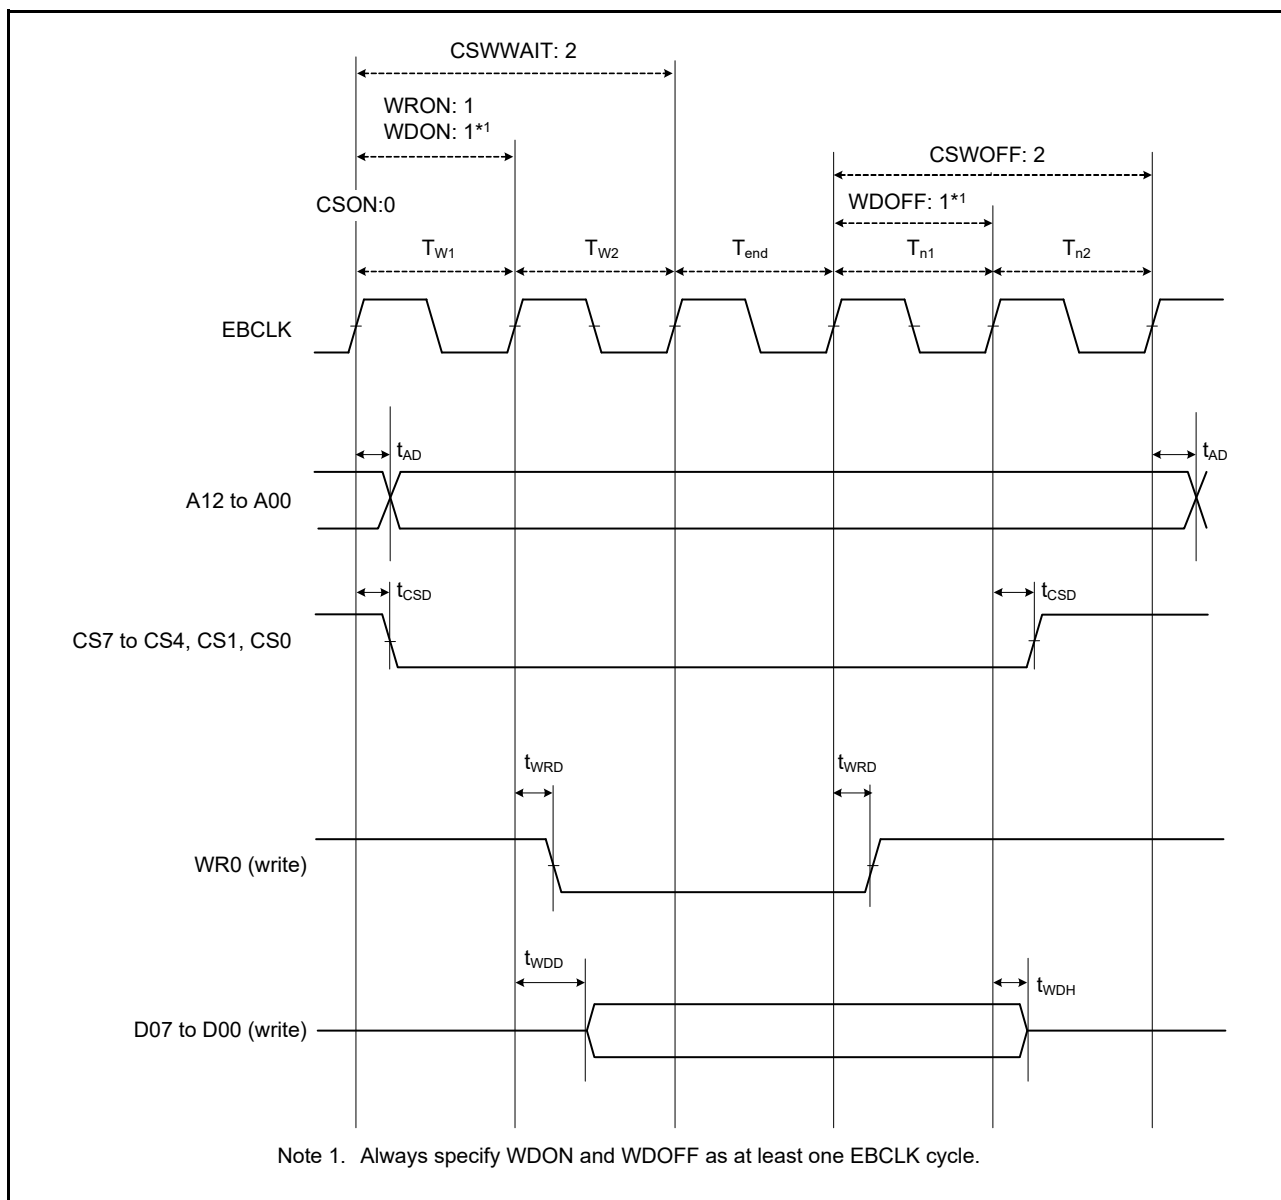 CSWWAIT: 2
WRON: 1
WDON: 1*1
CSWOFF: 2
WDOFF: 1*1
CSON:0
TW1
TW2
Tend
Tn1
Tn2
EBCLK
tAD
tAD
A12 to A00
tCSD
tCSD
CS7 to CS4, CS1, CS0
tWRD
tWRD
WR0 (write)
tWDD
tWDH
D07 to D00 (write)
Note 1. Always specify WDON and WDOFF as at least one EBCLK cycle.